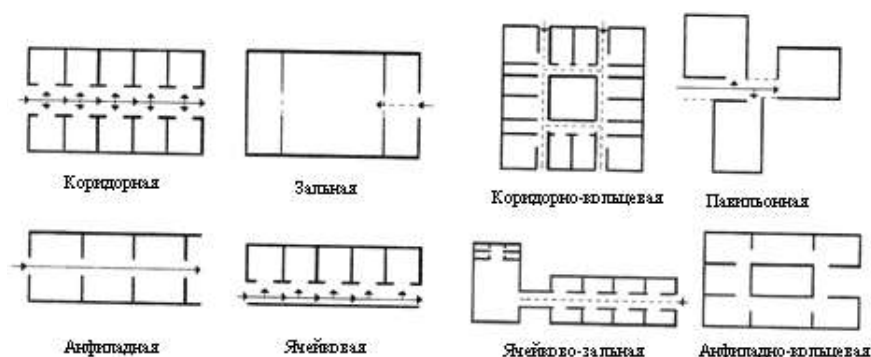 Коридорная
Зальная
Коридорно-кольцевая
Павильонная
Анфиладная
Ячейковая
Ячейково-зальная
Анфиладно-кольцевая